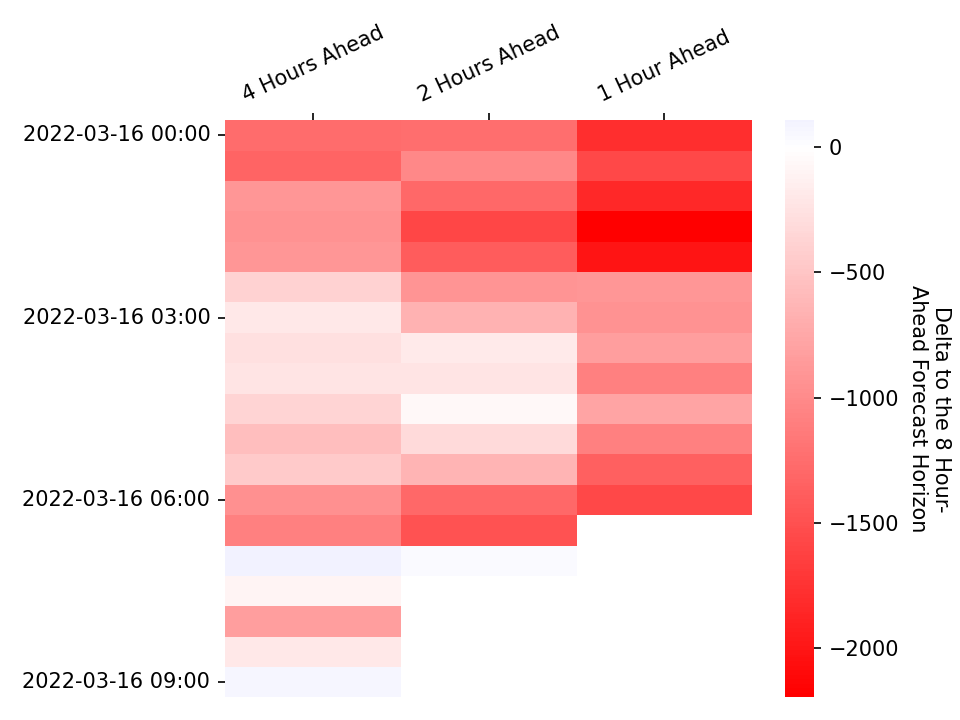 4 Hours Ahead
2 Hours Ahead
1 Hour Ahead
2022-03-16 00:00
2022-03-16 03:00
2022-03-16 06:00
2022-03-16 09:00
0
−500
−1000
−1500
−2000
Delta to the 8 Hour-
Ahead Forecast Horizon